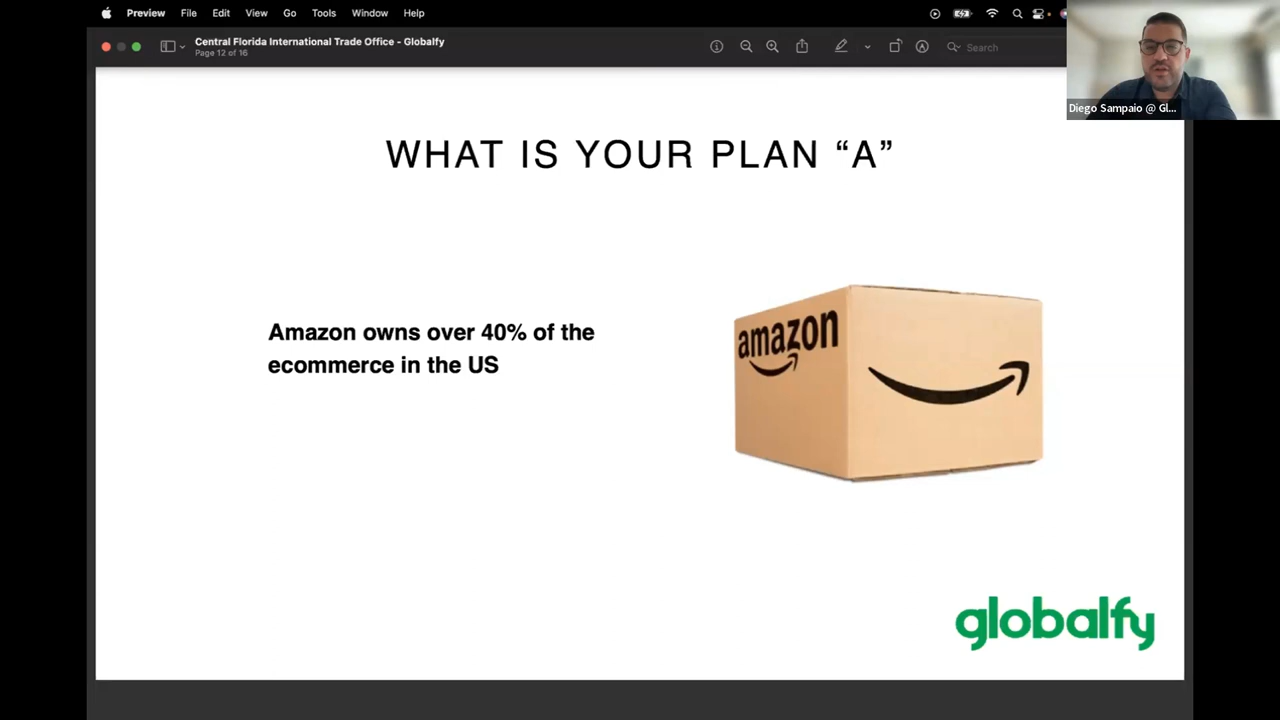 Preview File Edit View Go Tools Window Help
Central Florida International Trade Office - Globalfy
Page 12 of 16
Search
Diego Sampaio @ Gl...
WHAT IS YOUR PLAN “A”
Amazon owns over 40% of the
ecommerce in the US
amazon
globalfy